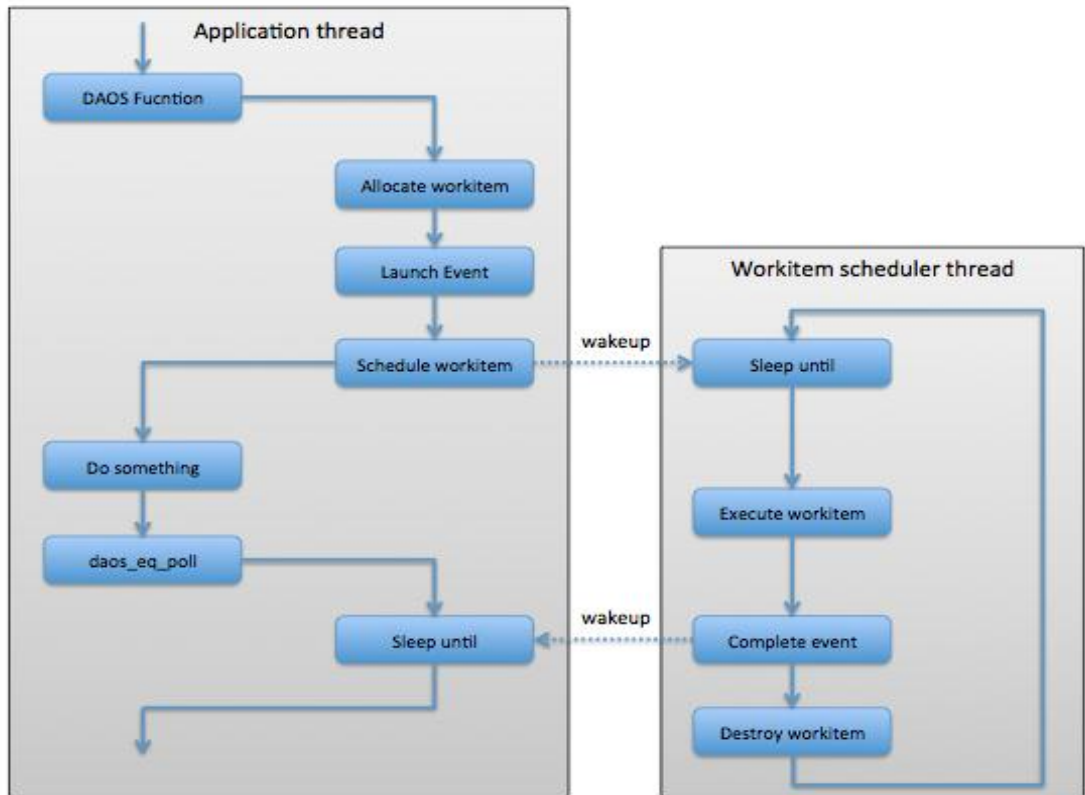 Application thread
DAOS Fucntion
Allocate workitem
Launch Event
Schedule workitem
Do something
daos_eq_poll
Sleep until
wakeup
wakeup
Workitem scheduler thread
Sleep until
Execute workitem
Complete event
Destroy workitem